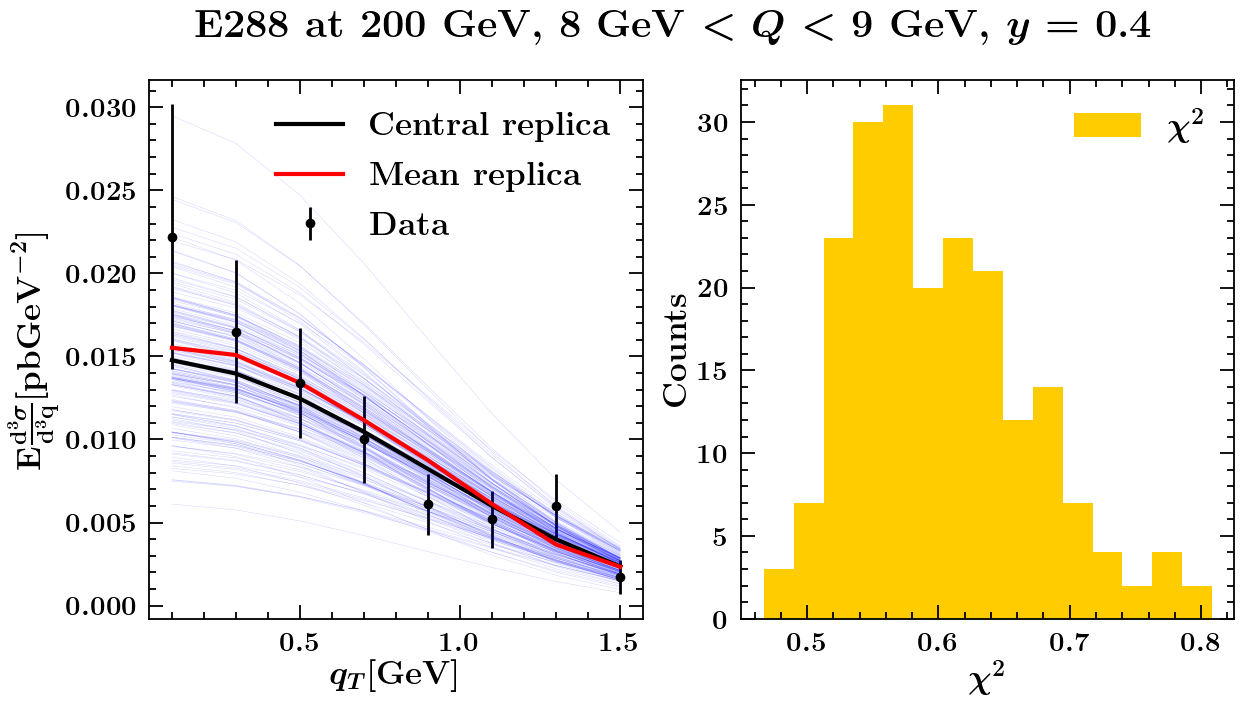 E288 at 200 GeV, 8 GeV < Q < 9 GeV, y = 0.4
E d³σ/d³q [pbGeV⁻²]
0.030
0.025
0.020
0.015
0.010
0.005
0.000
Central replica
Mean replica
Data
0.5 1.0 1.5
q_T[GeV]
Counts
30
25
20
15
10
5
0
χ²
0.5 0.6 0.7 0.8
χ²